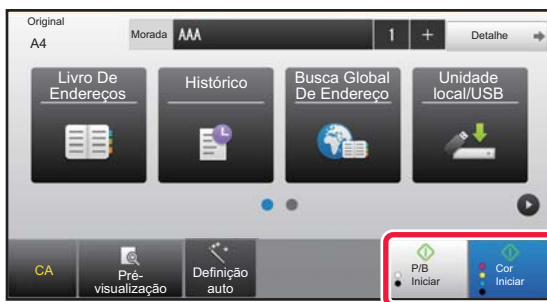 Original
A4
Morada AAA 1 + Detalhe
Livro De
Endereços
Histórico
Busca Global
De Endereço
Unidade
local/USB
CA
Pré-
visualização
Definição
auto
P/B
Iniciar
Cor
Iniciar